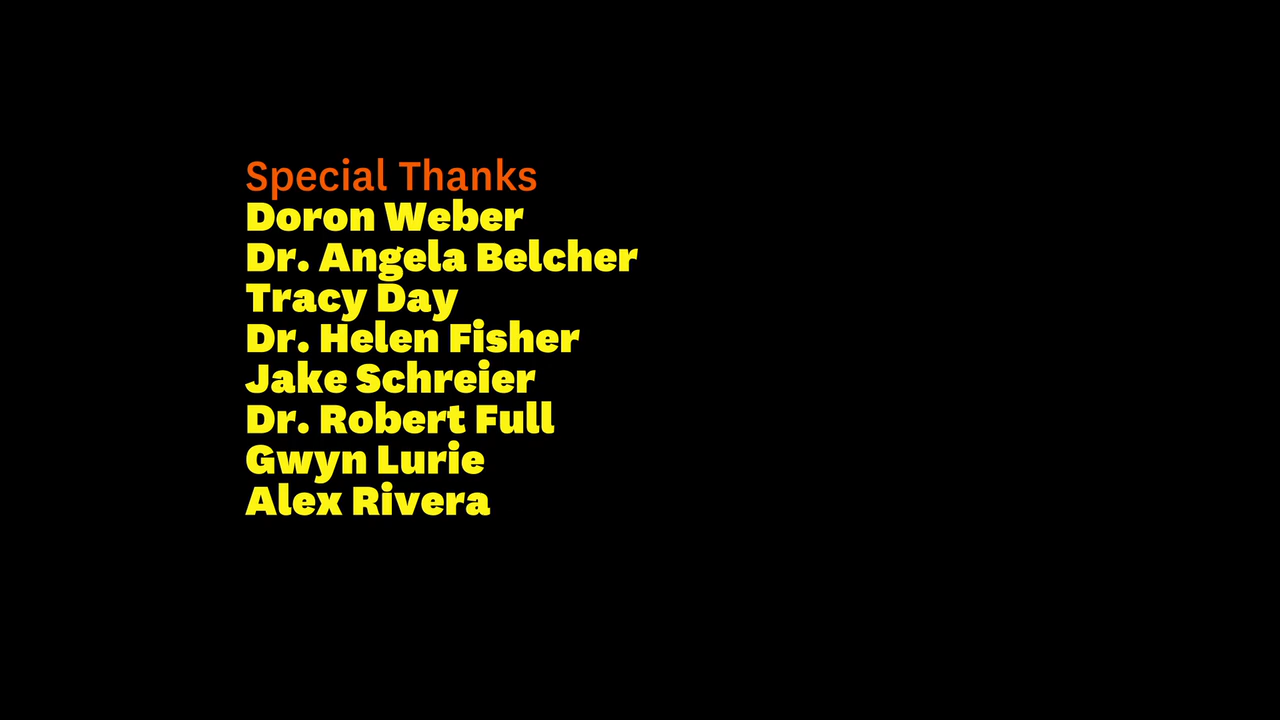 Special Thanks
Doron Weber
Dr. Angela Belcher
Tracy Day
Dr. Helen Fisher
Jake Schreier
Dr. Robert Full
Gwyn Lurie
Alex Rivera